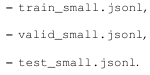 - train_small.jsonl,
- valid_small.jsonl,
- test_small.jsonl.